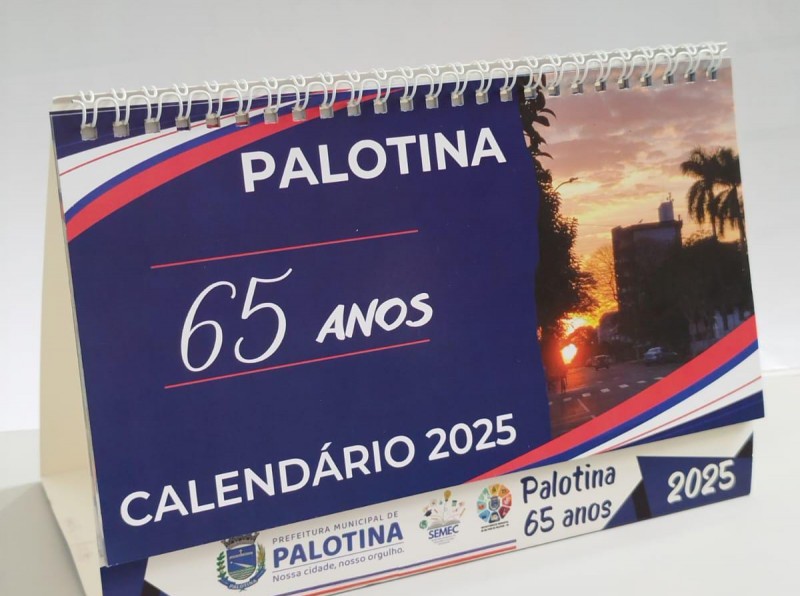 PALOTINA
65 ANOS
CALENDÁRIO 2025
PREFEITURA MUNICIPAL DE
PALOTINA
Nossa cidade, nosso orgulho.
SEMEC
Palotina
65 anos
2025